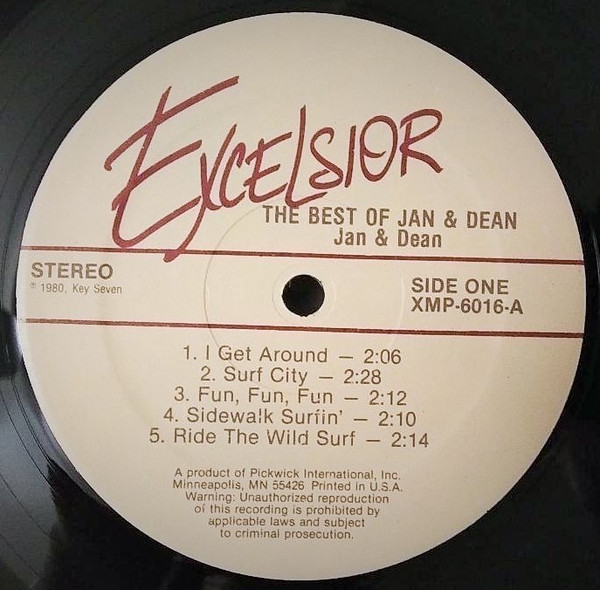 EXCELSIOR
THE BEST OF JAN & DEAN
Jan & Dean
STEREO
℗ 1980, Key Seven
SIDE ONE
XMP-6016-A
1. I Get Around — 2:06
2. Surf City — 2:28
3. Fun, Fun, Fun — 2:12
4. Sidewalk Surfin' — 2:10
5. Ride The Wild Surf — 2:14
A product of Pickwick International, Inc.
Minneapolis, MN 55426 Printed in U.S.A.
Warning: Unauthorized reproduction
of this recording is prohibited by
applicable laws and subject
to criminal prosecution.